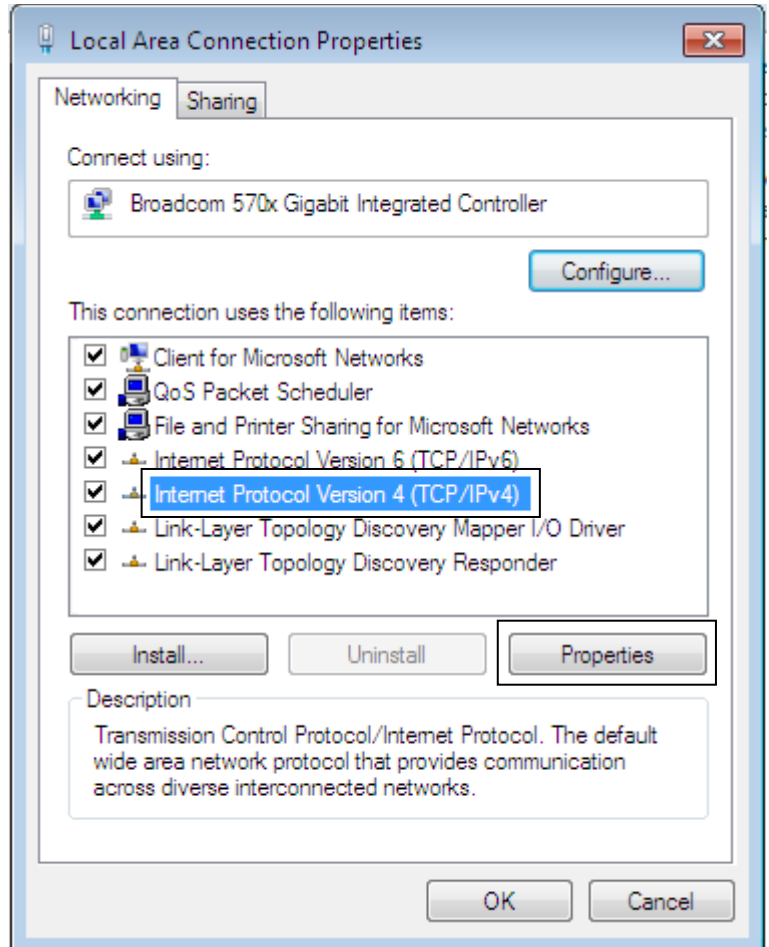 Local Area Connection Properties
Networking
Sharing
Connect using:
Broadcom 570x Gigabit Integrated Controller
Configure...
This connection uses the following items:
Client for Microsoft Networks
QoS Packet Scheduler
File and Printer Sharing for Microsoft Networks
Internet Protocol Version 6 (TCP/IPv6)
Internet Protocol Version 4 (TCP/IPv4)
Link-Layer Topology Discovery Mapper I/O Driver
Link-Layer Topology Discovery Responder
Install...
Uninstall
Properties
Description
Transmission Control Protocol/Internet Protocol. The default
wide area network protocol that provides communication
across diverse interconnected networks.
OK
Cancel